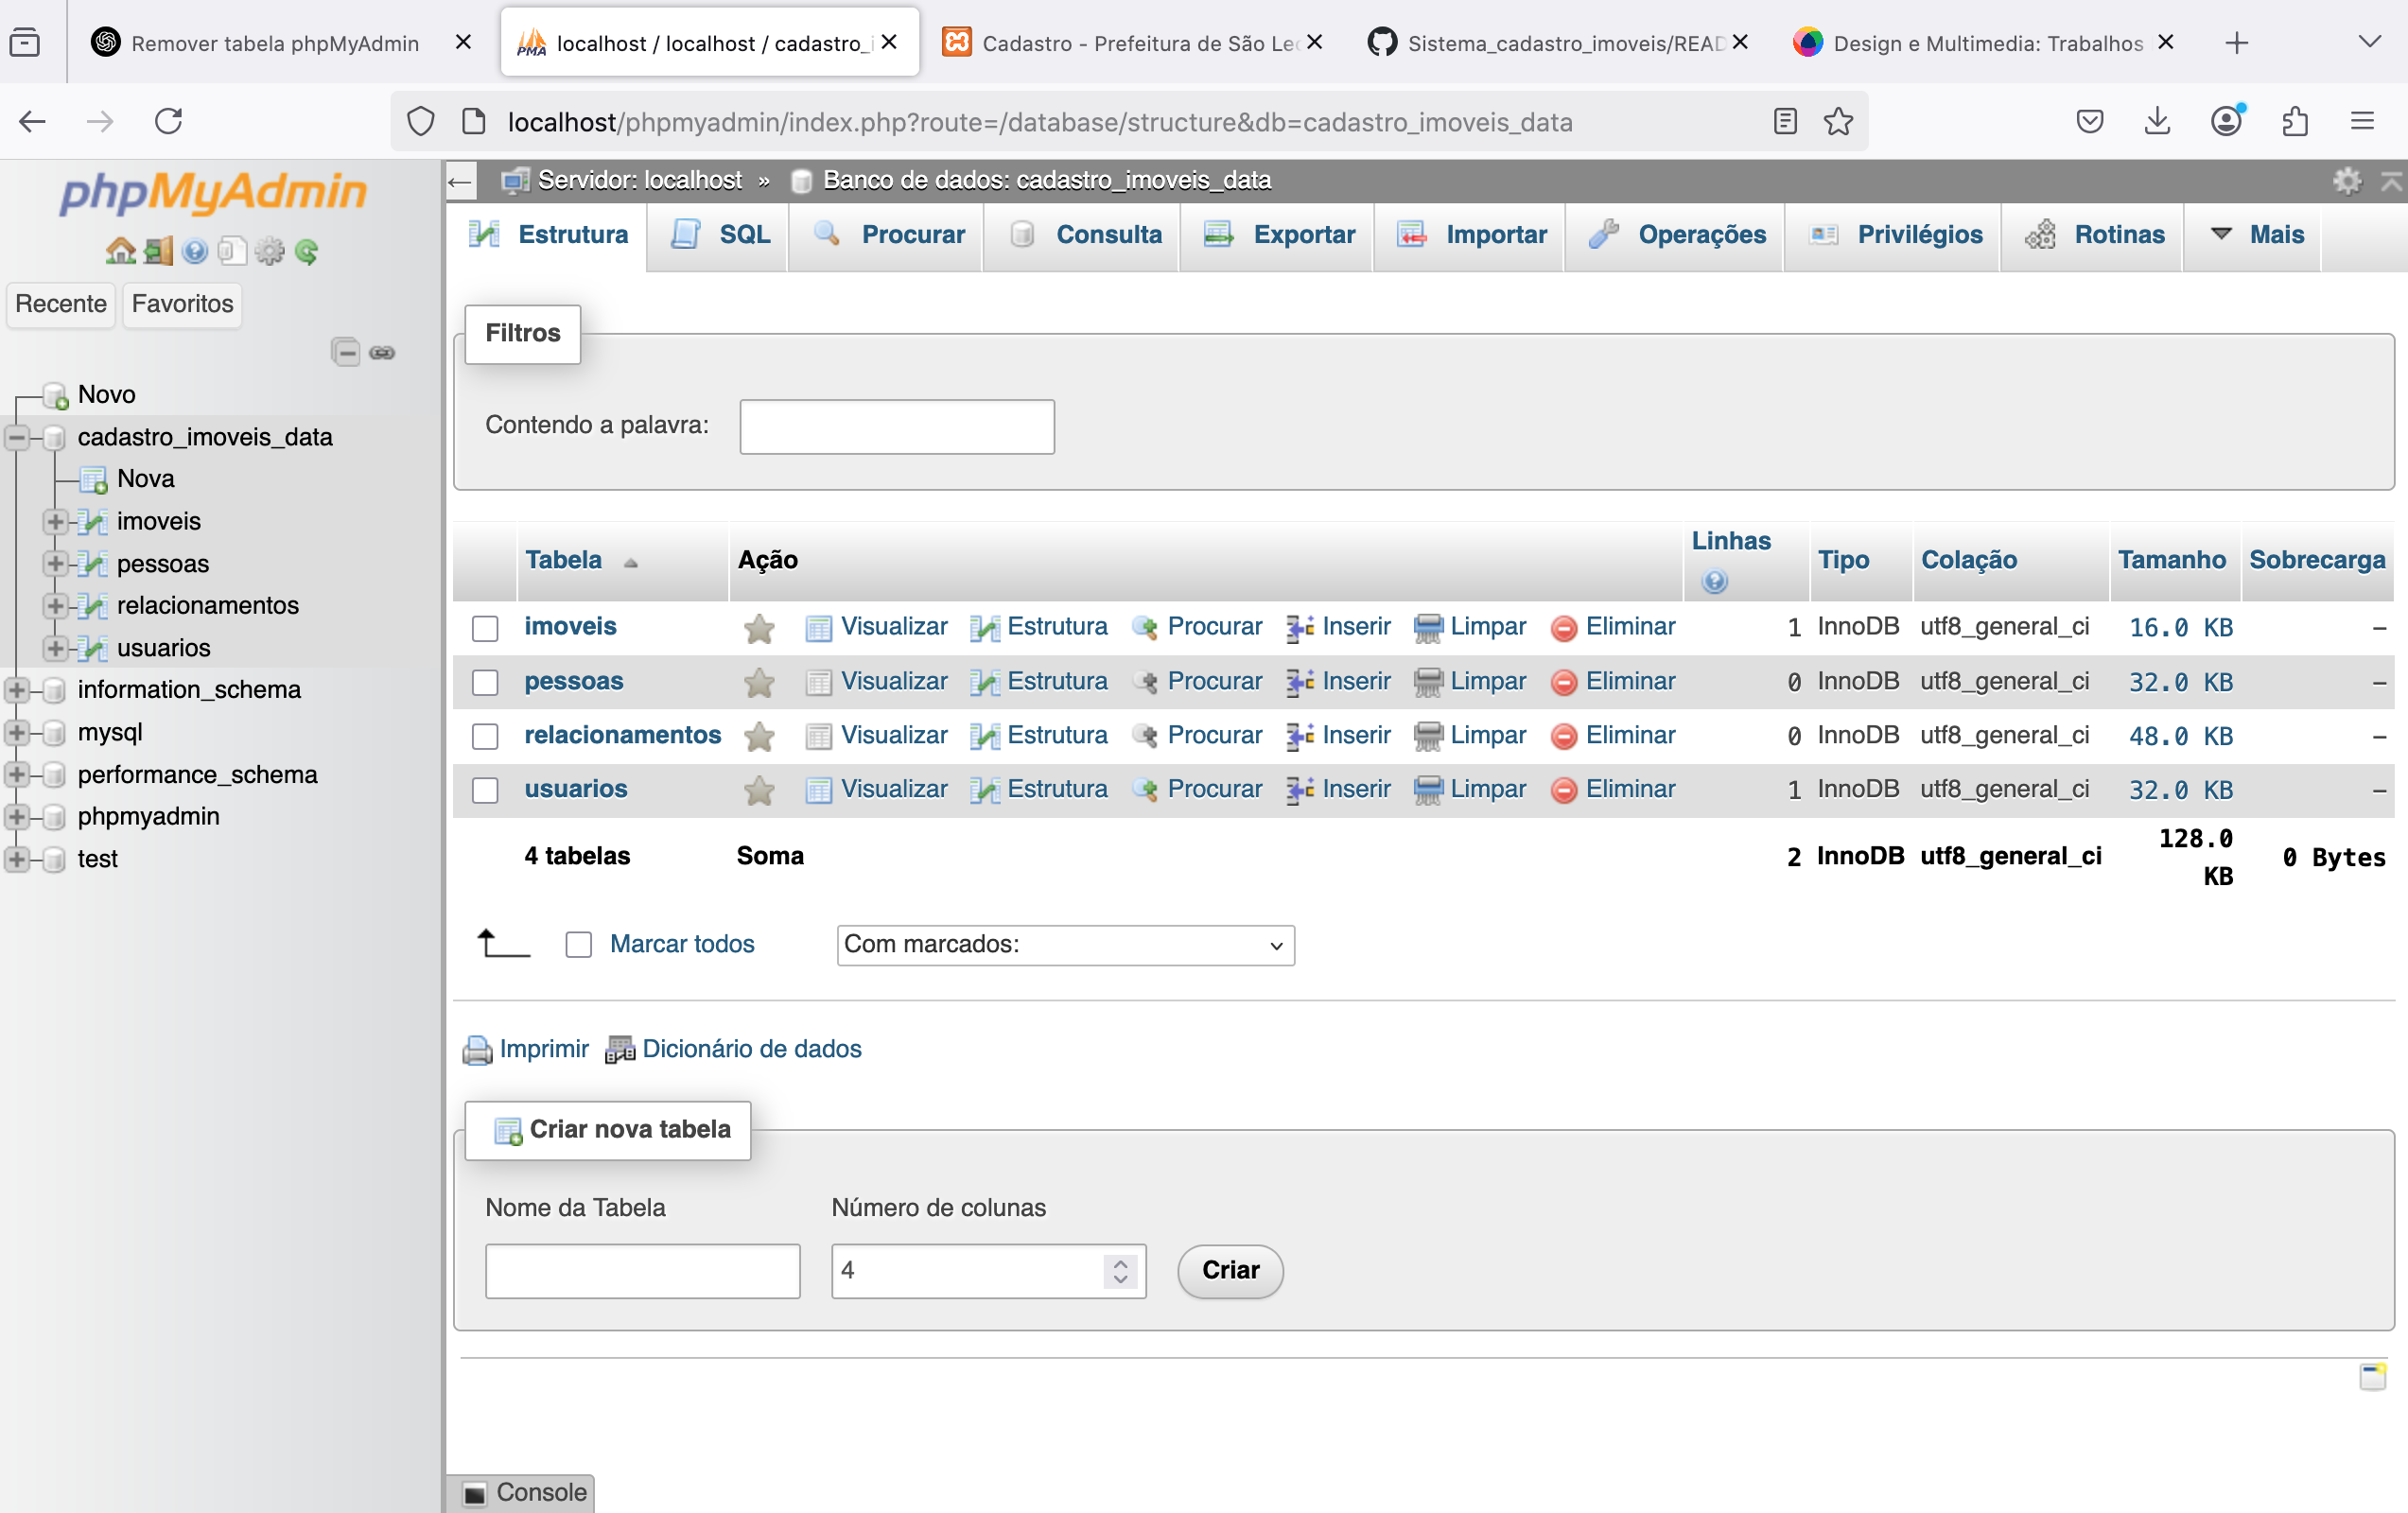 Remover tabela phpMyAdmin
localhost / localhost / cadastro_i
Cadastro - Prefeitura de São Leo
Sistema_cadastro_imoveis/READ
Design e Multimedia: Trabalhos
localhost/phpmyadmin/index.php?route=/database/structure&db=cadastro_imoveis_data
phpMyAdmin
Recente
Favoritos
Novo
cadastro_imoveis_data
Nova
imoveis
pessoas
relacionamentos
usuarios
information_schema
mysql
performance_schema
phpmyadmin
test
Servidor: localhost » Banco de dados: cadastro_imoveis_data
Estrutura SQL Procurar Consulta Exportar Importar Operações Privilégios Rotinas Mais
Filtros
Contendo a palavra:
Tabela Ação Linhas Tipo Colação Tamanho Sobrecarga
imoveis Visualizar Estrutura Procurar Inserir Limpar Eliminar 1 InnoDB utf8_general_ci 16.0 KB –
pessoas Visualizar Estrutura Procurar Inserir Limpar Eliminar 0 InnoDB utf8_general_ci 32.0 KB –
relacionamentos Visualizar Estrutura Procurar Inserir Limpar Eliminar 0 InnoDB utf8_general_ci 48.0 KB –
usuarios Visualizar Estrutura Procurar Inserir Limpar Eliminar 1 InnoDB utf8_general_ci 32.0 KB –
4 tabelas Soma 2 InnoDB utf8_general_ci 128.0 KB 0 Bytes
Marcar todos
Com marcados:
Imprimir Dicionário de dados
Criar nova tabela
Nome da Tabela Número de colunas
4 Criar
Console